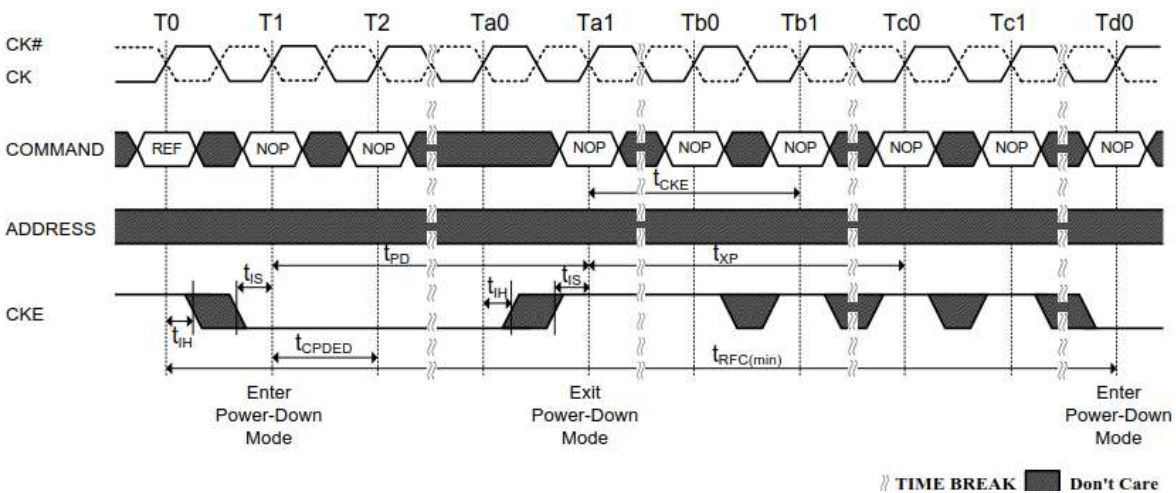 T0 T1 T2 Ta0 Ta1 Tb0 Tb1 Tc0 Tc1 Td0
CK#
CK
COMMAND REF NOP NOP NOP NOP NOP NOP NOP NOP
tCKE
ADDRESS
tPD tXP
tIS tIH tIS
CKE
tIH tCPDED tRFC(min)
Enter Power-Down Mode
Exit Power-Down Mode
Enter Power-Down Mode
TIME BREAK Don't Care